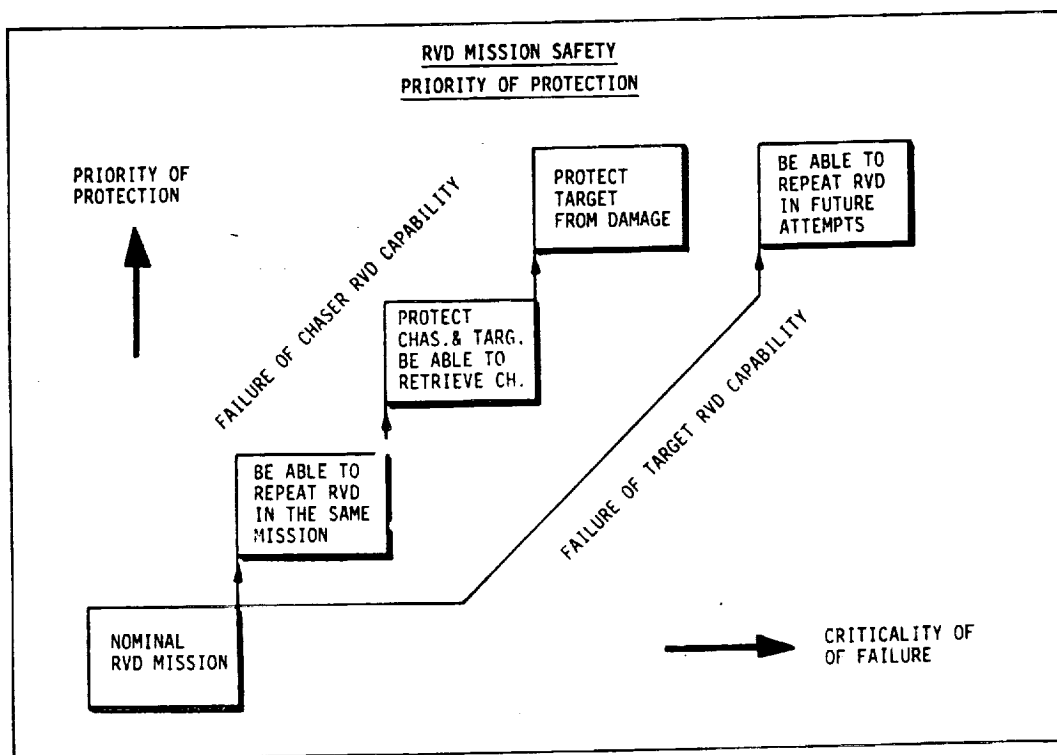 RVD MISSION SAFETY
PRIORITY OF PROTECTION
PRIORITY OF
PROTECTION
PROTECT
TARGET
FROM DAMAGE
BE ABLE TO
REPEAT RVD
IN FUTURE
ATTEMPTS
FAILURE OF CHASER RVD CAPABILITY
PROTECT
CHAS.& TARG.
BE ABLE TO
RETRIEVE CH.
FAILURE OF TARGET RVD CAPABILITY
BE ABLE TO
REPEAT RVD
IN THE SAME
MISSION
NOMINAL
RVD MISSION
CRITICALITY OF
OF FAILURE